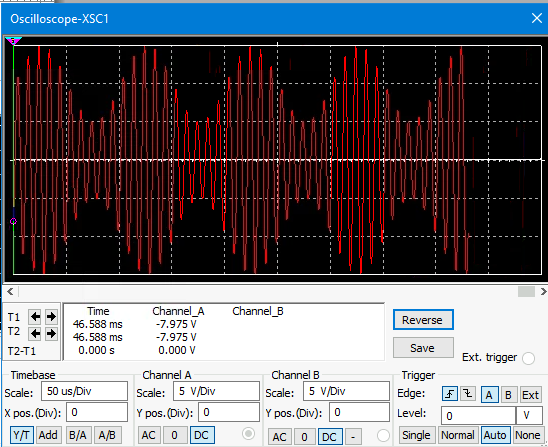 Oscilloscope-XSC1
Time Channel_A Channel_B
T1 46.588 ms -7.975 V
T2 46.588 ms -7.975 V
T2-T1 0.000 s 0.000 V
Reverse
Save
Ext. trigger
Timebase Channel A Channel B Trigger
Scale: 50 us/Div Scale: 5 V/Div Scale: 5 V/Div Edge: A B Ext
X pos.(Div): 0 Y pos.(Div): 0 Y pos.(Div): 0 Level: 0 V
Y/T Add B/A A/B AC 0 DC AC 0 DC - Single Normal Auto None